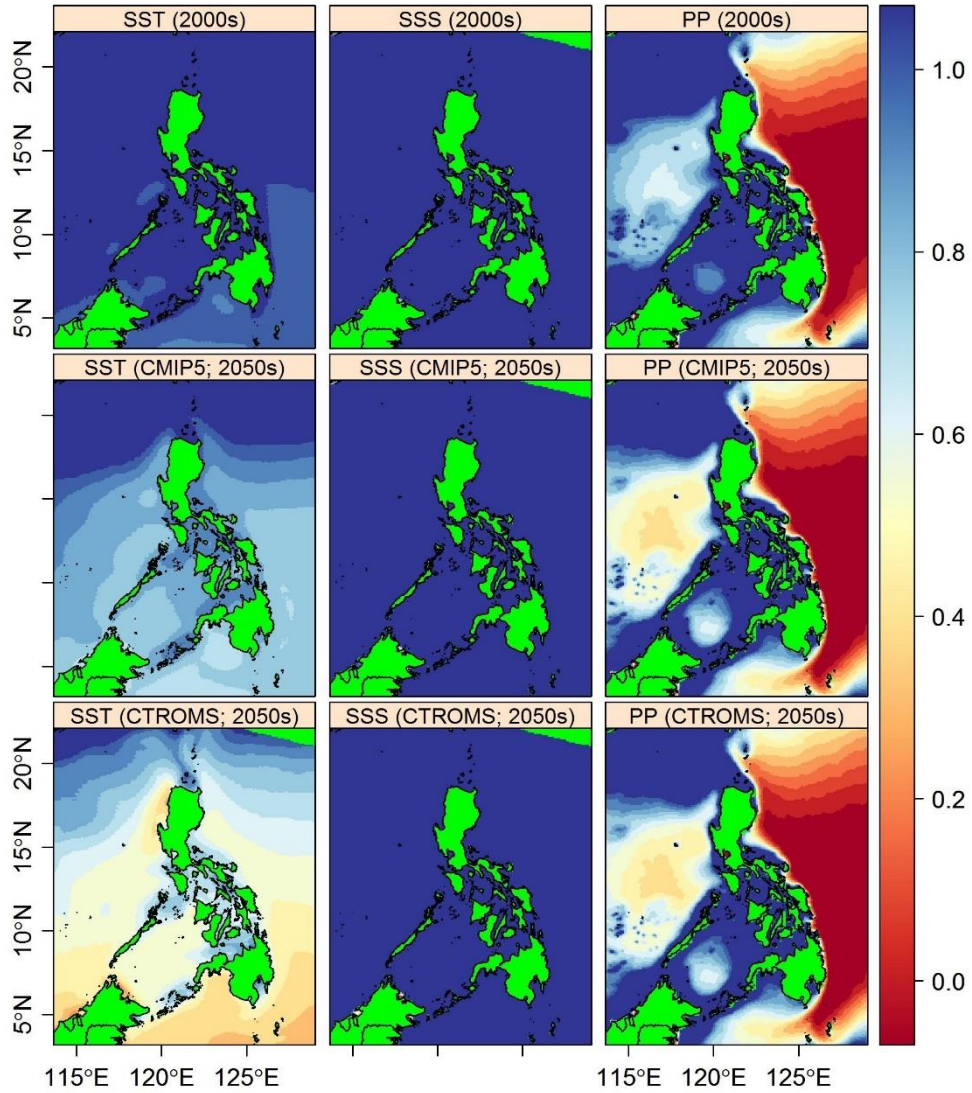 SST (2000s) SSS (2000s) PP (2000s)
20°N
15°N
10°N
5°N
SST (CMIP5; 2050s) SSS (CMIP5; 2050s) PP (CMIP5; 2050s)
SST (CTROMS; 2050s) SSS (CTROMS; 2050s) PP (CTROMS; 2050s)
20°N
15°N
10°N
5°N
115°E 120°E 125°E
115°E 120°E 125°E
1.0
0.8
0.6
0.4
0.2
0.0